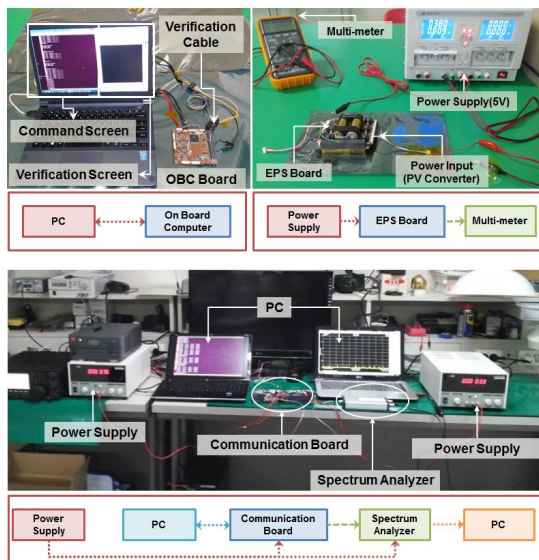 Verification
Cable
Command Screen
Verification Screen
OBC Board
Multi-meter
Power Supply(5V)
EPS Board
Power Input
(PV Converter)
PC
On Board
Computer
Power
Supply
EPS Board
Multi-meter
PC
Power Supply
Communication Board
Power Supply
Spectrum Analyzer
Power
Supply
PC
Communication
Board
Spectrum
Analyzer
PC